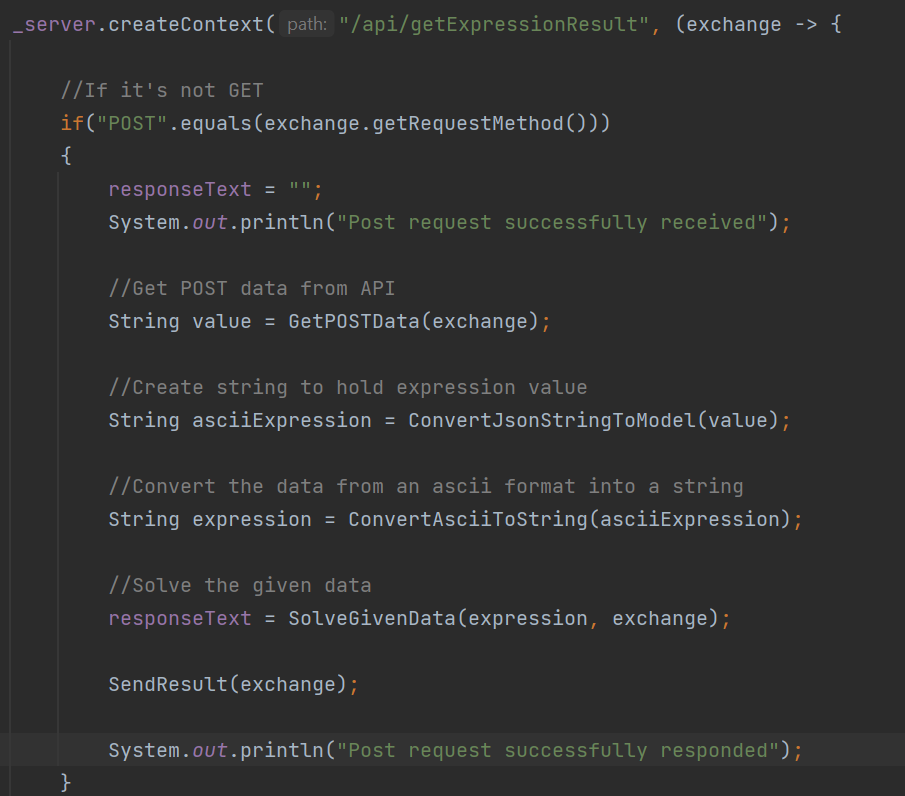 _server.createContext( path: "/api/getExpressionResult", (exchange -> {
//If it's not GET
if("POST".equals(exchange.getRequestMethod()))
{
responseText = "";
System.out.println("Post request successfully received");
//Get POST data from API
String value = GetPOSTData(exchange);
//Create string to hold expression value
String asciiExpression = ConvertJsonStringToModel(value);
//Convert the data from an ascii format into a string
String expression = ConvertAsciiToString(asciiExpression);
//Solve the given data
responseText = SolveGivenData(expression, exchange);
SendResult(exchange);
System.out.println("Post request successfully responded");
}